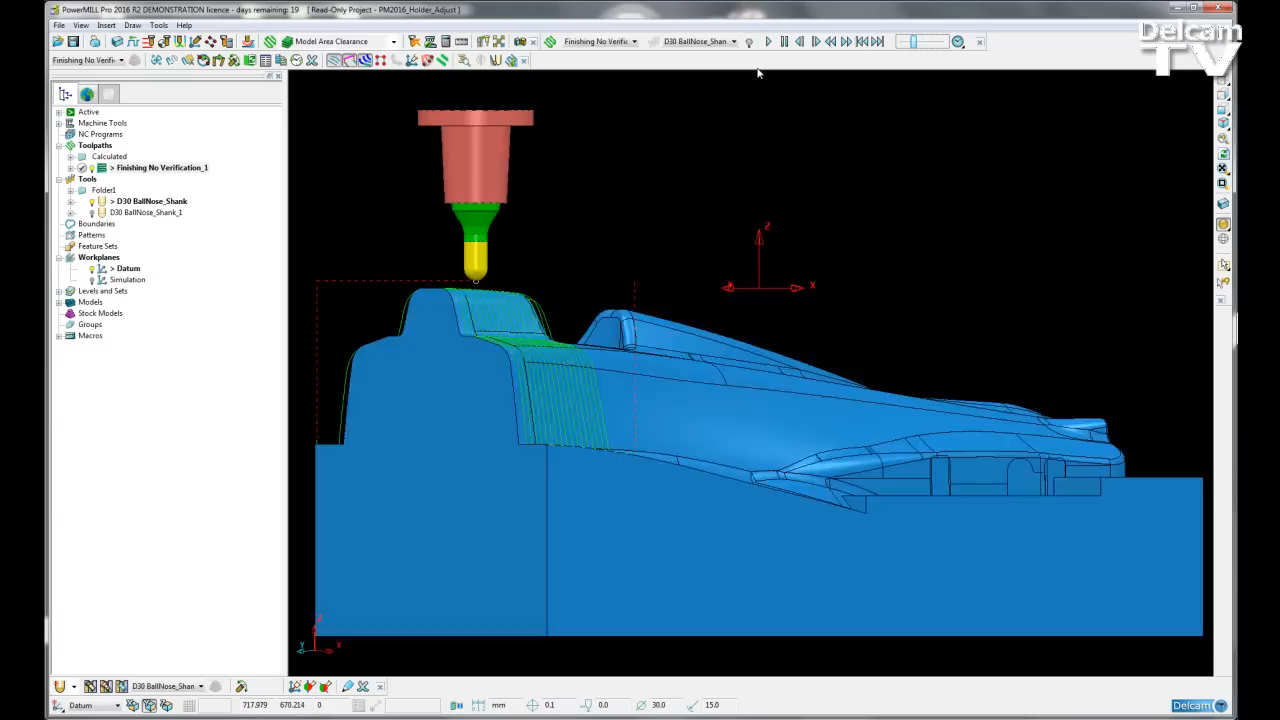 PowerMILL Pro 2016 R2 DEMONSTRATION licence - days remaining: 19 [ Read-Only Project - PM2016_Holder_Adjust ]
File View Insert Draw Tools Help
Model Area Clearance
Finishing No Verific
D30 BallNose_Shan
Delcam
TV
Finishing No Verific
Active
Machine Tools
NC Programs
Toolpaths
Calculated
> Finishing No Verification_1
Tools
Folder1
> D30 BallNose_Shank
D30 BallNose_Shank_1
Boundaries
Patterns
Feature Sets
Workplanes
> Datum
Simulation
Levels and Sets
Models
Stock Models
Groups
Macros
Z
X
Z
Y
X
D30 BallNose_Shan
Datum
717.979
670.214
0
mm
0.1
0.0
30.0
15.0
Delcam